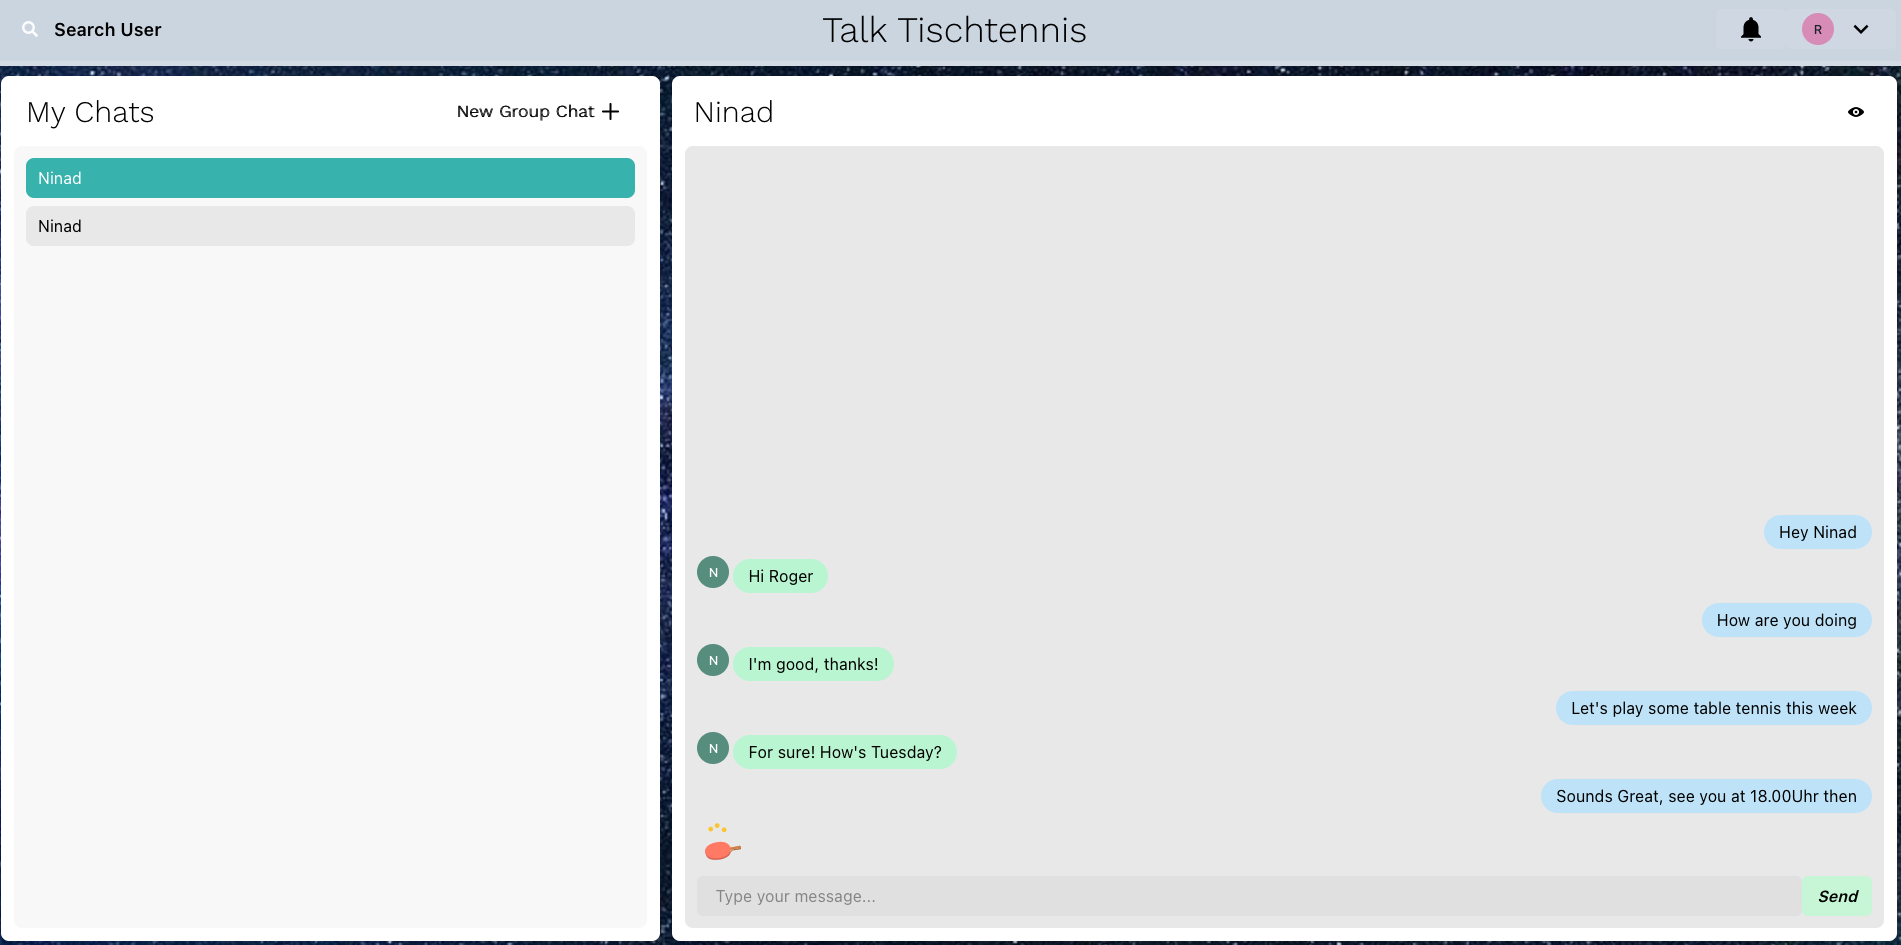 Search User
Talk Tischtennis
R
My Chats
New Group Chat +
Ninad
Ninad
Ninad
Hey Ninad
N
Hi Roger
How are you doing
N
I'm good, thanks!
Let's play some table tennis this week
N
For sure! How's Tuesday?
Sounds Great, see you at 18.00Uhr then
Type your message...
Send